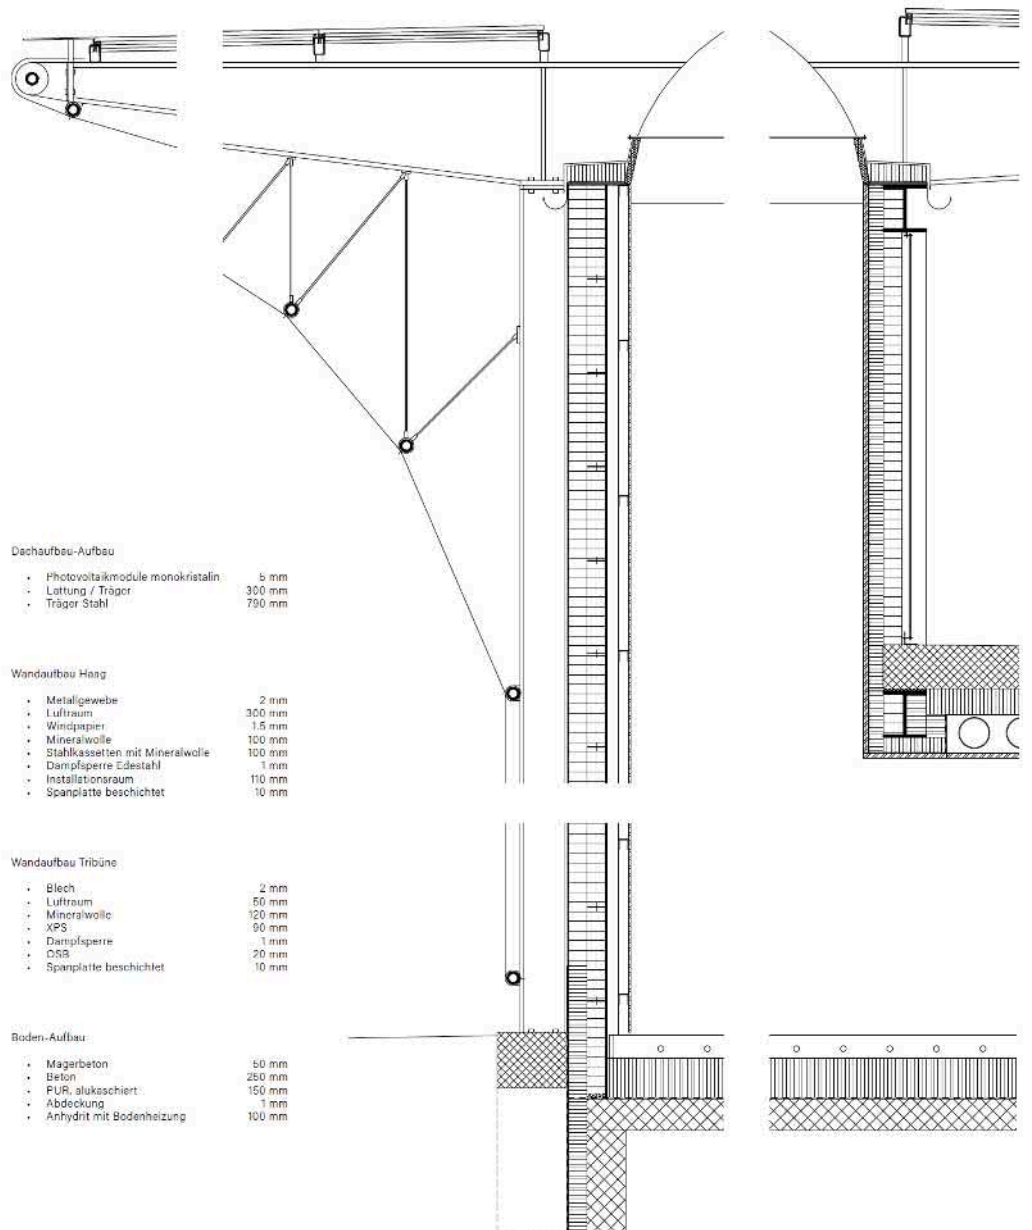 Dachaufbau-Aufbau
• Photovoltaikmodule monokristalin 5 mm
• Lattung / Träger 300 mm
• Träger Stahl 790 mm
Wandaufbau Hang
• Metallgewebe 2 mm
• Luftraum 300 mm
• Windpapier 1.5 mm
• Mineralwolle 100 mm
• Stahlkassetten mit Mineralwolle 100 mm
• Dampfsperre Edestahl 1 mm
• Installationsraum 110 mm
• Spanplatte beschichtet 10 mm
Wandaufbau Tribüne
• Blech 2 mm
• Luftraum 50 mm
• Mineralwolle 120 mm
• XPS 90 mm
• Dampfsperre 1 mm
• OSB 20 mm
• Spanplatte beschichtet 10 mm
Boden-Aufbau
• Magerbeton 50 mm
• Beton 250 mm
• PUR, alukaschiert 150 mm
• Abdeckung 1 mm
• Anhydrit mit Bodenheizung 100 mm